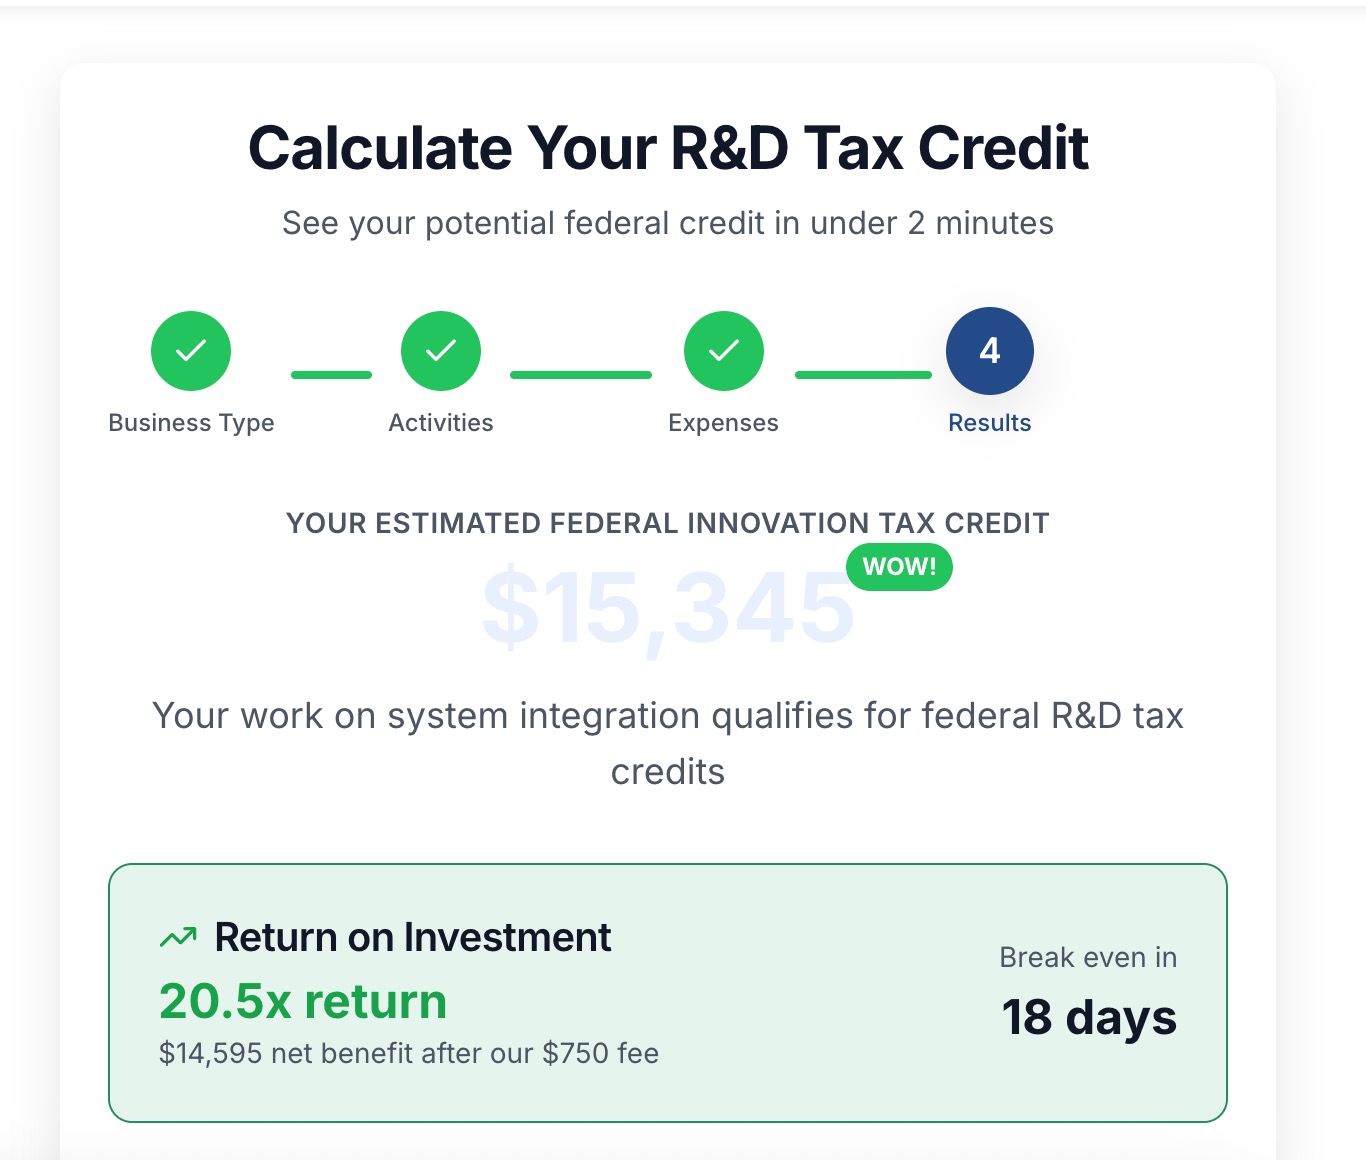 Calculate Your R&D Tax Credit
See your potential federal credit in under 2 minutes
Business Type
Activities
Expenses
4
Results
YOUR ESTIMATED FEDERAL INNOVATION TAX CREDIT
WOW!
$15,345
Your work on system integration qualifies for federal R&D tax
credits
Return on Investment
20.5x return
$14,595 net benefit after our $750 fee
Break even in
18 days